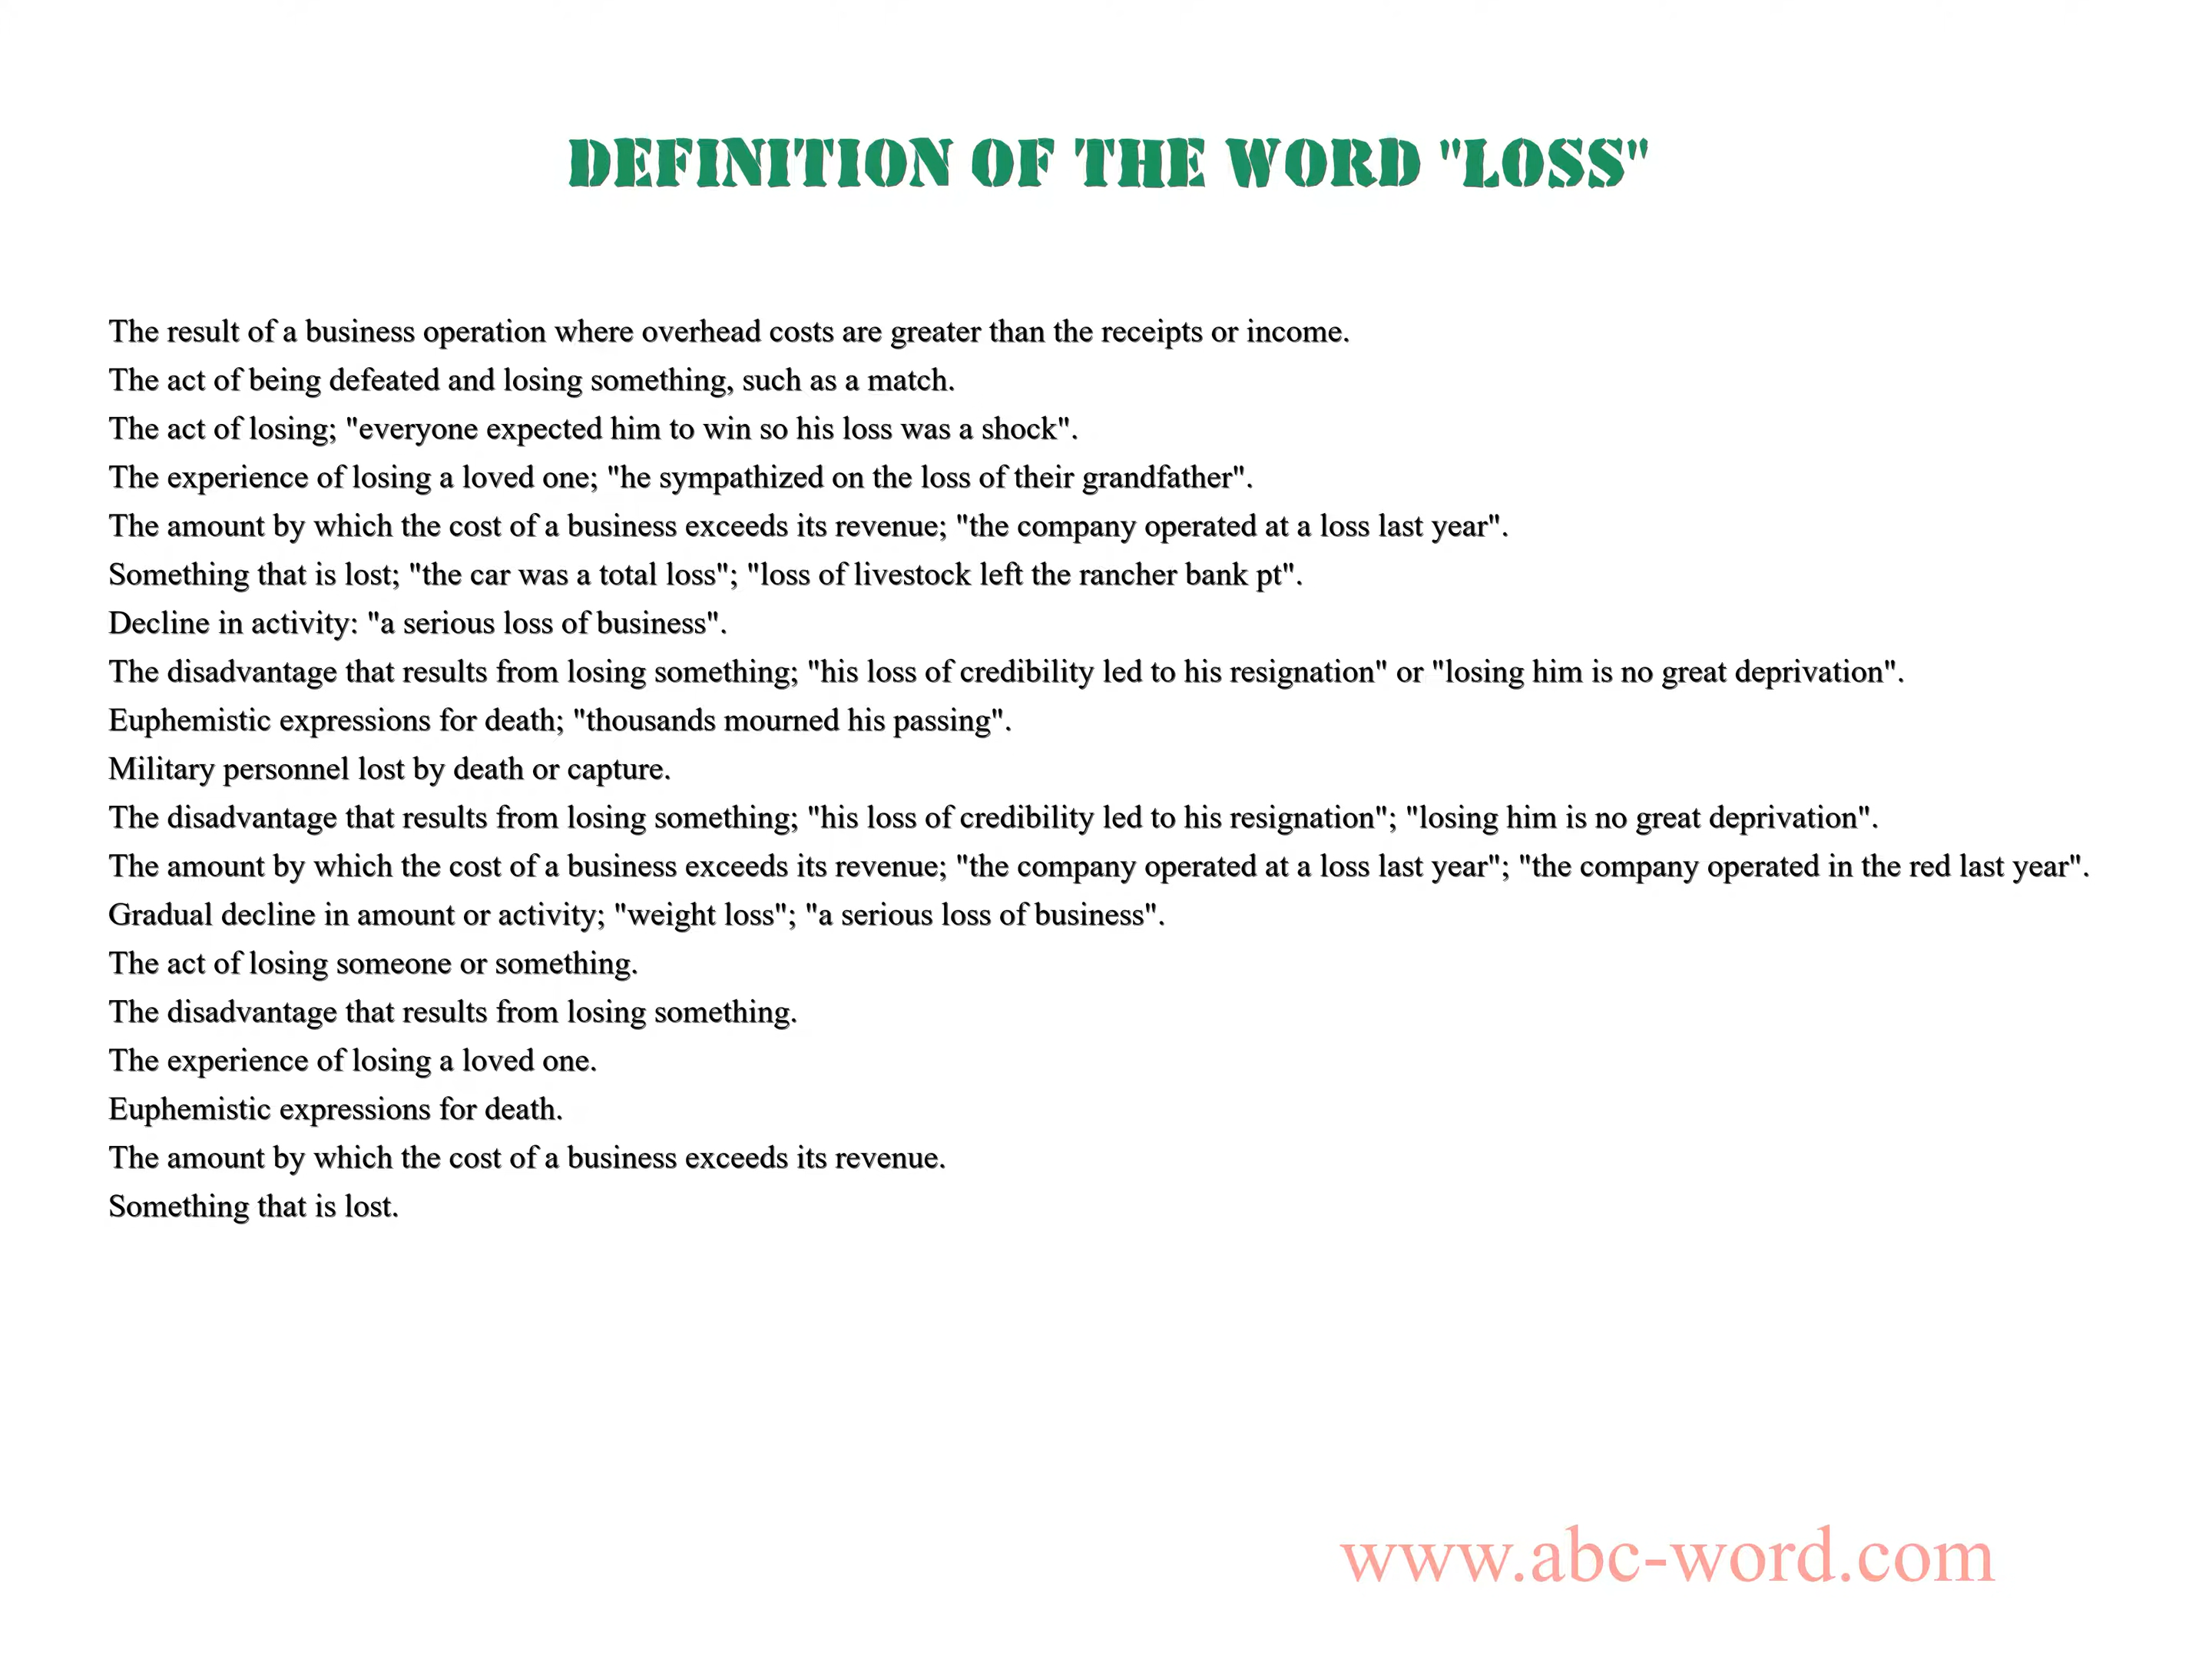 DEFINITION OF THE WORD "LOSS"
The result of a business operation where overhead costs are greater than the receipts or income.
The act of being defeated and losing something, such as a match.
The act of losing; "everyone expected him to win so his loss was a shock".
The experience of losing a loved one; "he sympathized on the loss of their grandfather".
The amount by which the cost of a business exceeds its revenue; "the company operated at a loss last year".
Something that is lost; "the car was a total loss"; "loss of livestock left the rancher bank pt".
Decline in activity: "a serious loss of business".
The disadvantage that results from losing something; "his loss of credibility led to his resignation" or "losing him is no great deprivation".
Euphemistic expressions for death; "thousands mourned his passing".
Military personnel lost by death or capture.
The disadvantage that results from losing something; "his loss of credibility led to his resignation"; "losing him is no great deprivation".
The amount by which the cost of a business exceeds its revenue; "the company operated at a loss last year"; "the company operated in the red last year".
Gradual decline in amount or activity; "weight loss"; "a serious loss of business".
The act of losing someone or something.
The disadvantage that results from losing something.
The experience of losing a loved one.
Euphemistic expressions for death.
The amount by which the cost of a business exceeds its revenue.
Something that is lost.
www.abc-word.com